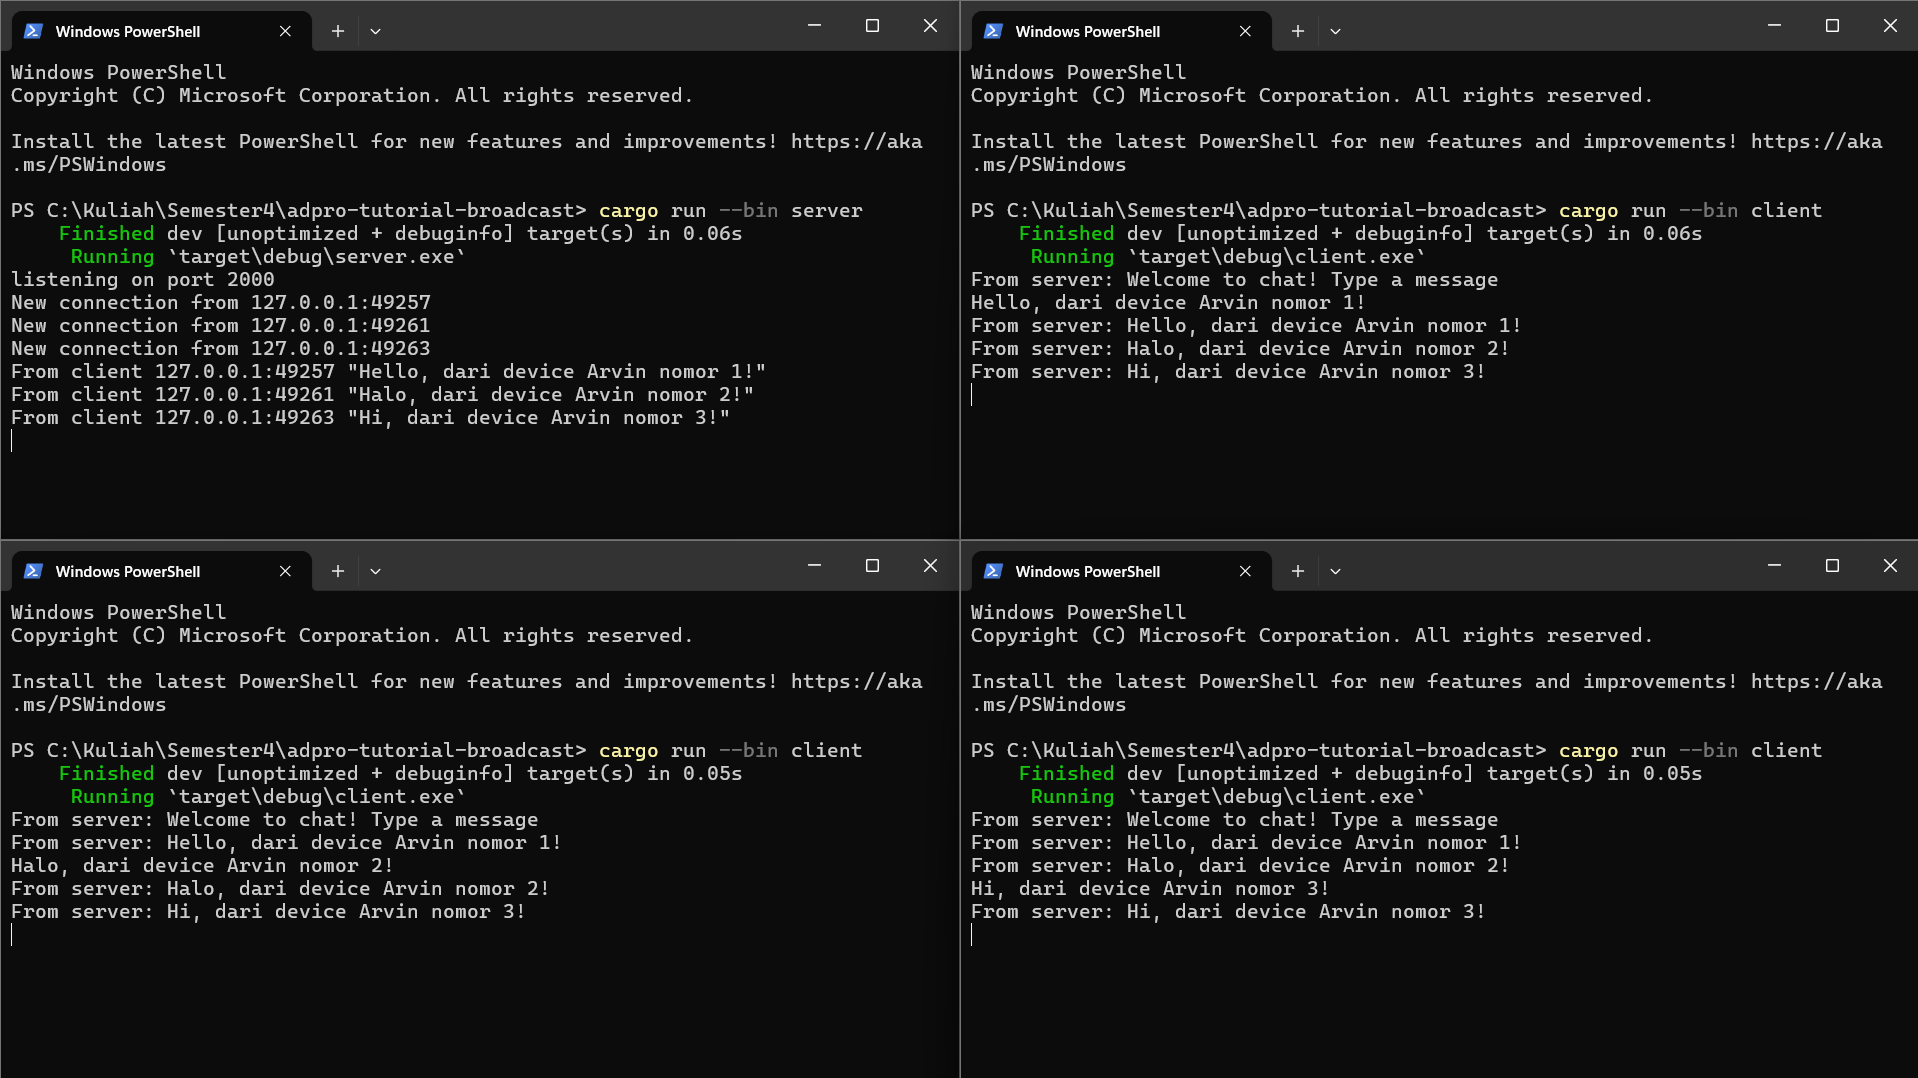 Windows PowerShell
Windows PowerShell
Copyright (C) Microsoft Corporation. All rights reserved.
Install the latest PowerShell for new features and improvements! https://aka
.ms/PSWindows
PS C:\Kuliah\Semester4\adpro-tutorial-broadcast> cargo run --bin server
Finished dev [unoptimized + debuginfo] target(s) in 0.06s
Running `target\debug\server.exe`
listening on port 2000
New connection from 127.0.0.1:49257
New connection from 127.0.0.1:49261
New connection from 127.0.0.1:49263
From client 127.0.0.1:49257 "Hello, dari device Arvin nomor 1!"
From client 127.0.0.1:49261 "Halo, dari device Arvin nomor 2!"
From client 127.0.0.1:49263 "Hi, dari device Arvin nomor 3!"
Windows PowerShell
Windows PowerShell
Copyright (C) Microsoft Corporation. All rights reserved.
Install the latest PowerShell for new features and improvements! https://aka
.ms/PSWindows
PS C:\Kuliah\Semester4\adpro-tutorial-broadcast> cargo run --bin client
Finished dev [unoptimized + debuginfo] target(s) in 0.06s
Running `target\debug\client.exe`
From server: Welcome to chat! Type a message
Hello, dari device Arvin nomor 1!
From server: Hello, dari device Arvin nomor 1!
From server: Halo, dari device Arvin nomor 2!
From server: Hi, dari device Arvin nomor 3!
Windows PowerShell
Windows PowerShell
Copyright (C) Microsoft Corporation. All rights reserved.
Install the latest PowerShell for new features and improvements! https://aka
.ms/PSWindows
PS C:\Kuliah\Semester4\adpro-tutorial-broadcast> cargo run --bin client
Finished dev [unoptimized + debuginfo] target(s) in 0.05s
Running `target\debug\client.exe`
From server: Welcome to chat! Type a message
From server: Hello, dari device Arvin nomor 1!
Halo, dari device Arvin nomor 2!
From server: Halo, dari device Arvin nomor 2!
From server: Hi, dari device Arvin nomor 3!
Windows PowerShell
Windows PowerShell
Copyright (C) Microsoft Corporation. All rights reserved.
Install the latest PowerShell for new features and improvements! https://aka
.ms/PSWindows
PS C:\Kuliah\Semester4\adpro-tutorial-broadcast> cargo run --bin client
Finished dev [unoptimized + debuginfo] target(s) in 0.05s
Running `target\debug\client.exe`
From server: Welcome to chat! Type a message
From server: Hello, dari device Arvin nomor 1!
From server: Halo, dari device Arvin nomor 2!
Hi, dari device Arvin nomor 3!
From server: Hi, dari device Arvin nomor 3!